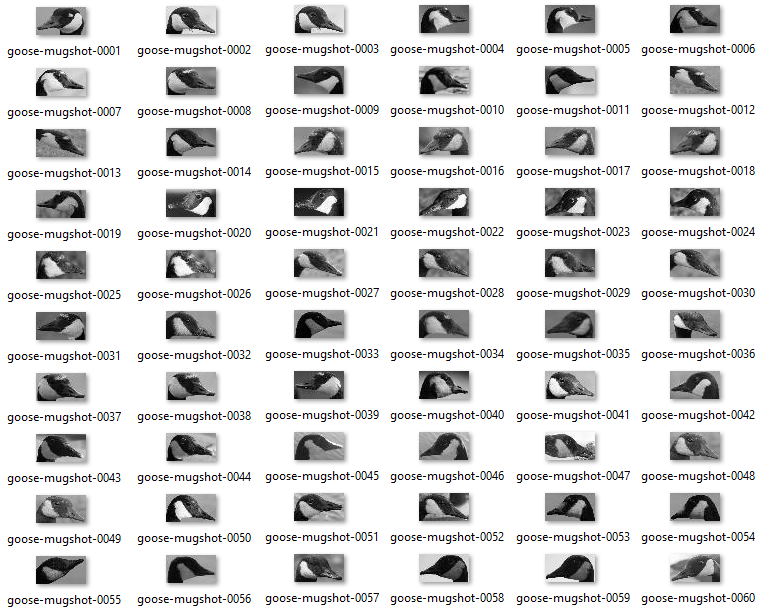 goose-mugshot-0001 goose-mugshot-0002 goose-mugshot-0003 goose-mugshot-0004 goose-mugshot-0005 goose-mugshot-0006
goose-mugshot-0007 goose-mugshot-0008 goose-mugshot-0009 goose-mugshot-0010 goose-mugshot-0011 goose-mugshot-0012
goose-mugshot-0013 goose-mugshot-0014 goose-mugshot-0015 goose-mugshot-0016 goose-mugshot-0017 goose-mugshot-0018
goose-mugshot-0019 goose-mugshot-0020 goose-mugshot-0021 goose-mugshot-0022 goose-mugshot-0023 goose-mugshot-0024
goose-mugshot-0025 goose-mugshot-0026 goose-mugshot-0027 goose-mugshot-0028 goose-mugshot-0029 goose-mugshot-0030
goose-mugshot-0031 goose-mugshot-0032 goose-mugshot-0033 goose-mugshot-0034 goose-mugshot-0035 goose-mugshot-0036
goose-mugshot-0037 goose-mugshot-0038 goose-mugshot-0039 goose-mugshot-0040 goose-mugshot-0041 goose-mugshot-0042
goose-mugshot-0043 goose-mugshot-0044 goose-mugshot-0045 goose-mugshot-0046 goose-mugshot-0047 goose-mugshot-0048
goose-mugshot-0049 goose-mugshot-0050 goose-mugshot-0051 goose-mugshot-0052 goose-mugshot-0053 goose-mugshot-0054
goose-mugshot-0055 goose-mugshot-0056 goose-mugshot-0057 goose-mugshot-0058 goose-mugshot-0059 goose-mugshot-0060